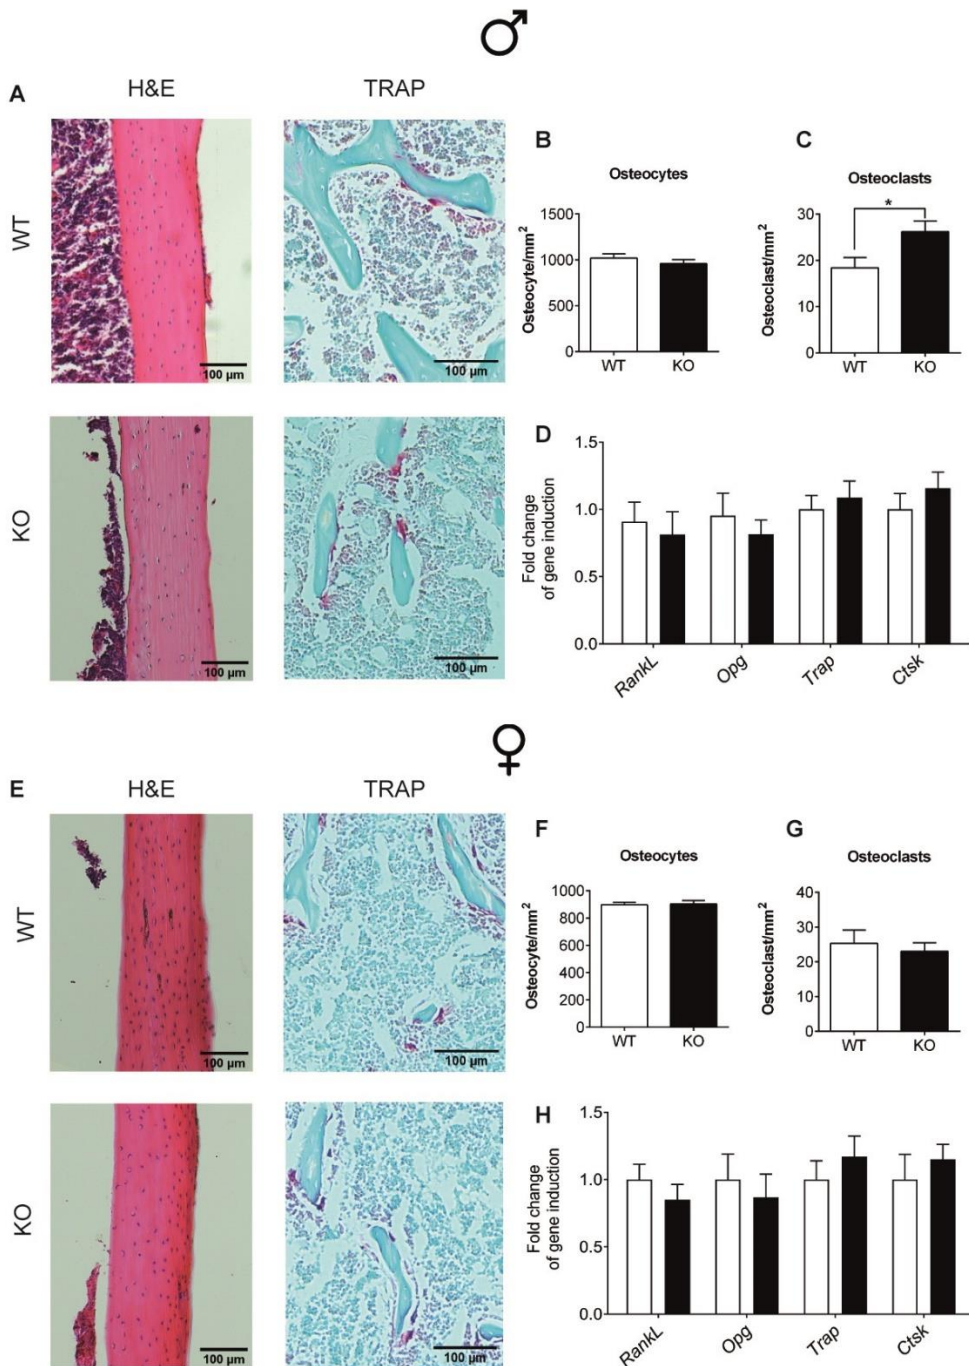 ♂
A
H&E
TRAP
WT
100 µm
100 µm
KO
100 µm
100 µm
B
Osteocytes
Osteocyte/mm²
1500
1000
500
0
WT
KO
C
Osteoclasts
*
Osteoclast/mm²
30
20
10
0
WT
KO
D
Fold change
of gene induction
1.5
1.0
0.5
0.0
RankL
Opg
Trap
Ctsk
♀
E
H&E
TRAP
WT
100 µm
100 µm
KO
100 µm
100 µm
F
Osteocytes
Osteocyte/mm²
1000
800
600
400
200
0
WT
KO
G
Osteoclasts
Osteoclast/mm²
40
30
20
10
0
WT
KO
H
Fold change
of gene induction
1.5
1.0
0.5
0.0
RankL
Opg
Trap
Ctsk